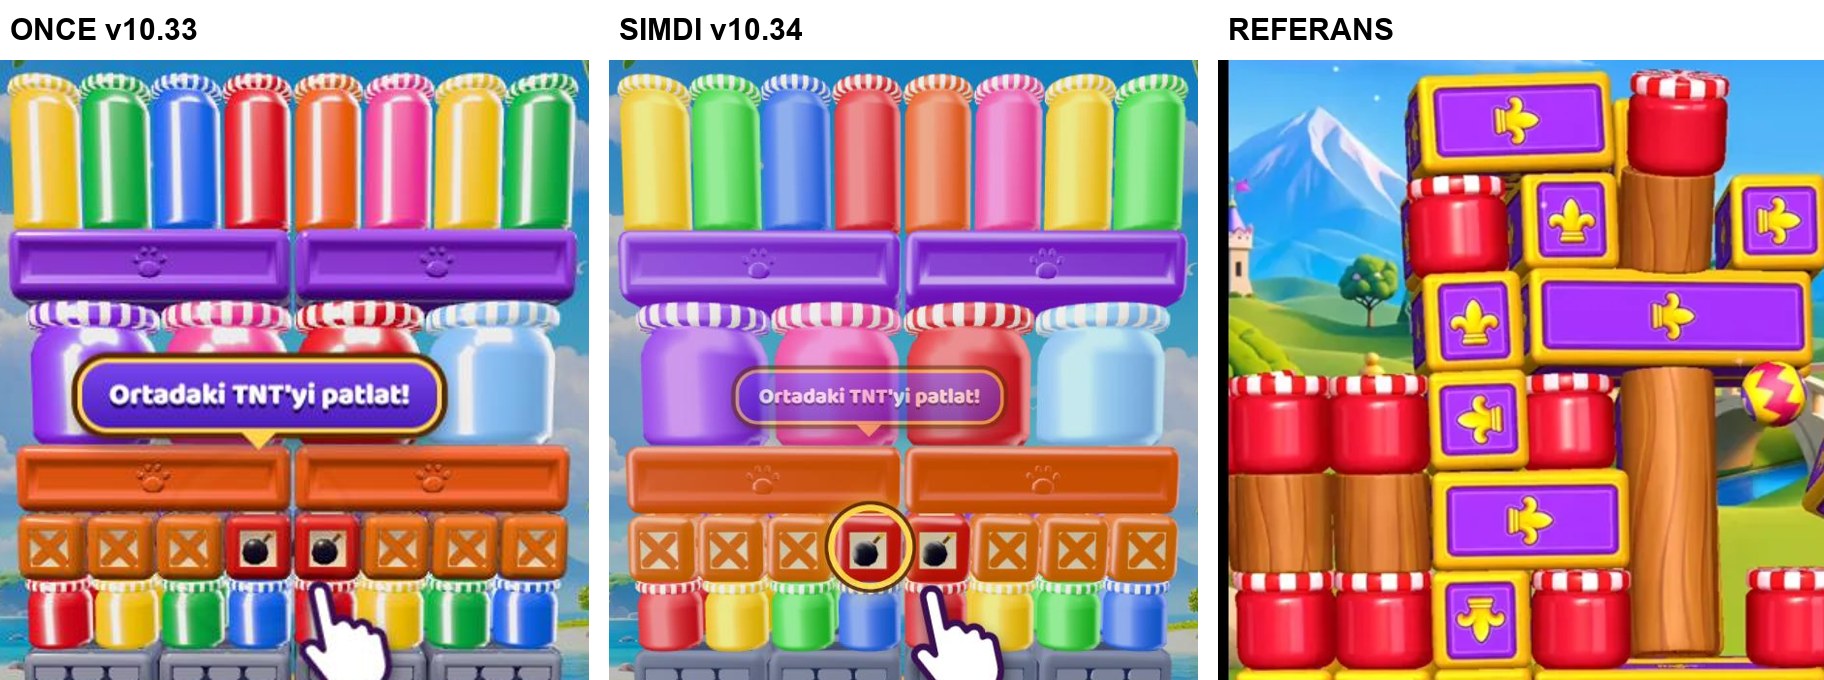 ONCE v10.33
SIMDI v10.34
REFERANS
Ortadaki TNT'yi patlat!
Ortadaki TNT'yi patlat!